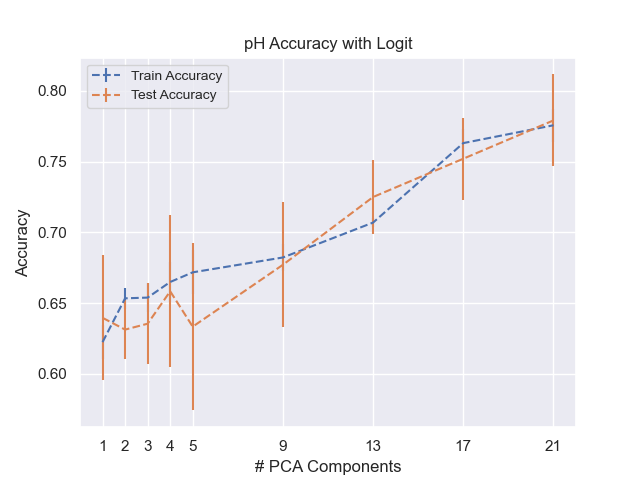 pH Accuracy with Logit
Train Accuracy
Test Accuracy
Accuracy
0.80
0.75
0.70
0.65
0.60
1 2 3 4 5 9 13 17 21
# PCA Components